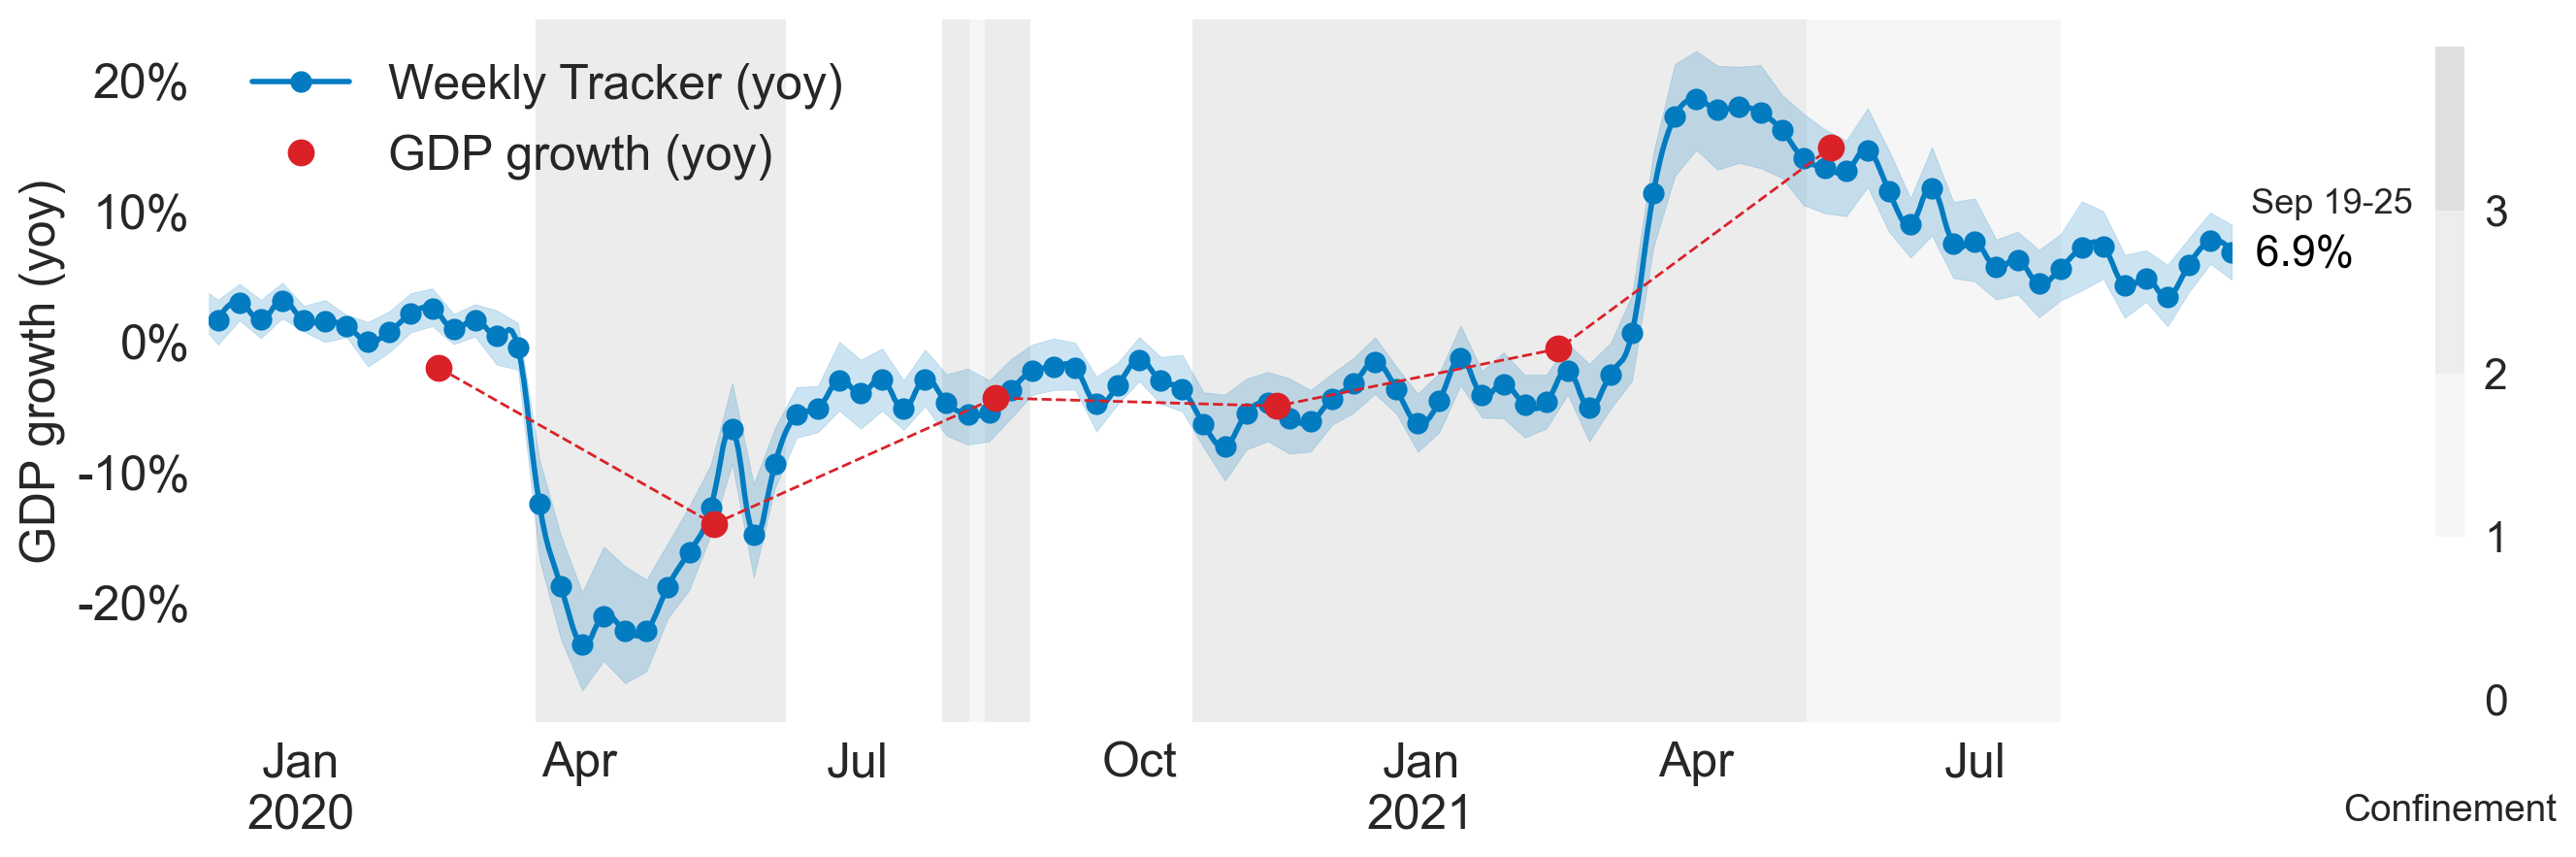 GDP growth (yoy)
20%
10%
0%
-10%
-20%
Weekly Tracker (yoy)
GDP growth (yoy)
Sep 19-25
6.9%
3
2
1
0
Jan
2020
Apr
Jul
Oct
Jan
2021
Apr
Jul
Confinement